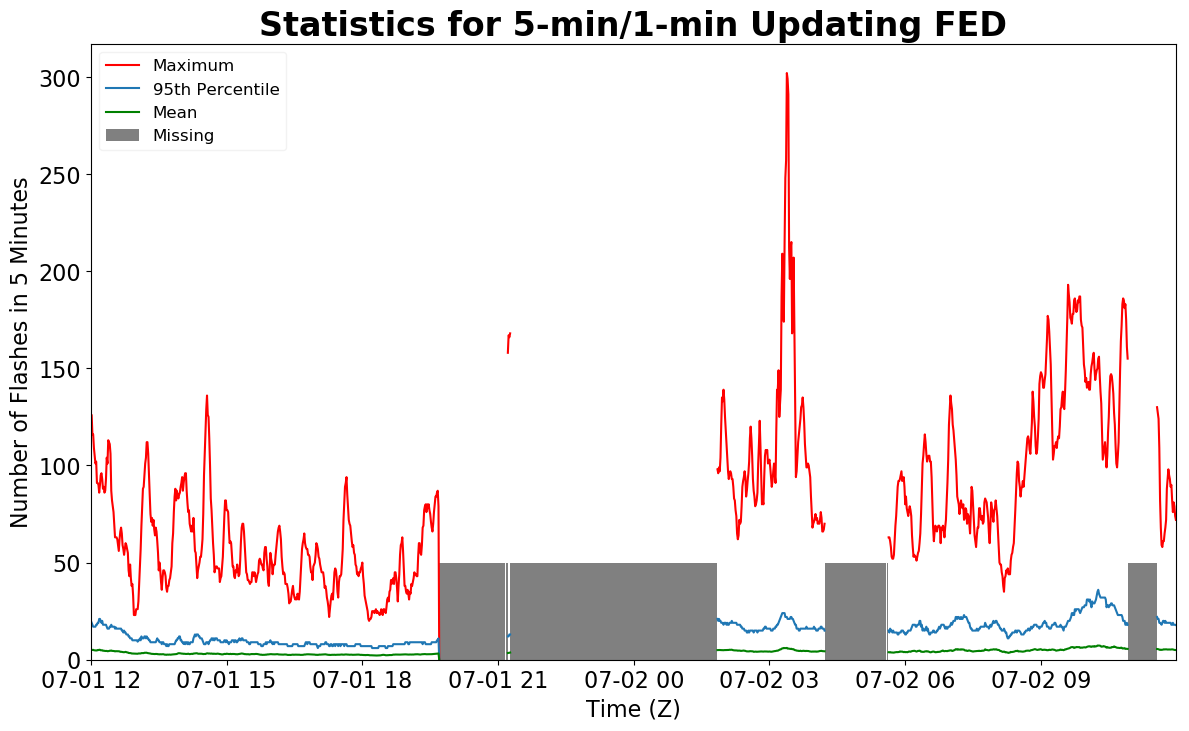 Statistics for 5-min/1-min Updating FED
Maximum
95th Percentile
Mean
Missing
Number of Flashes in 5 Minutes
300
250
200
150
100
50
0
07-01 12 07-01 15 07-01 18 07-01 21 07-02 00 07-02 03 07-02 06 07-02 09
Time (Z)